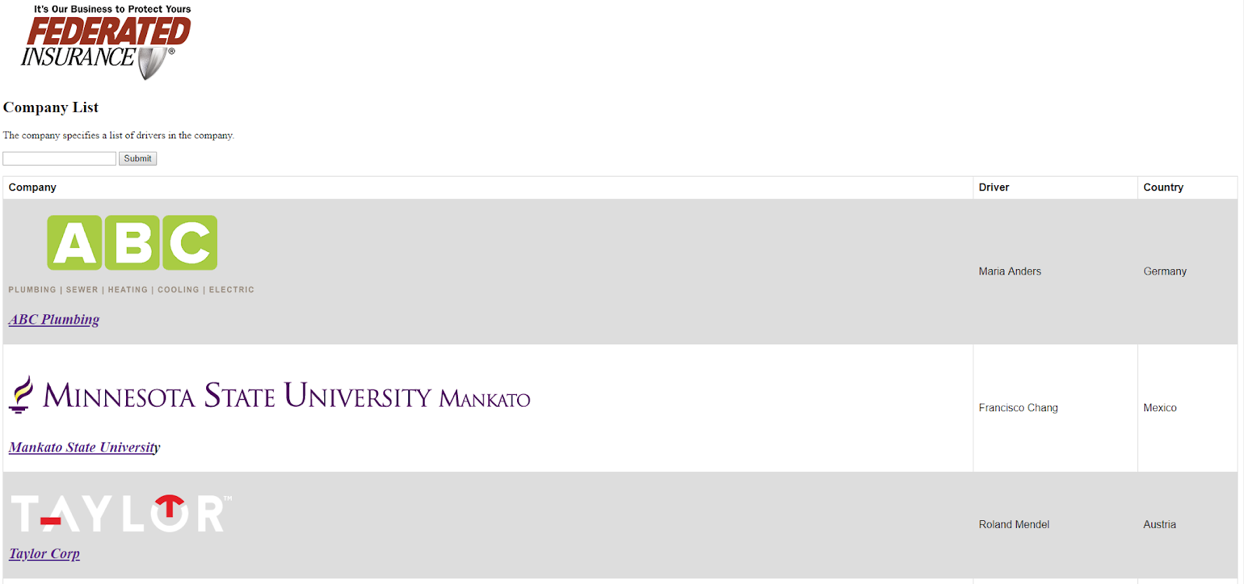 It's Our Business to Protect Yours
FEDERATED
INSURANCE®
Company List
The company specifies a list of drivers in the company.
Submit
Company Driver Country
ABC
PLUMBING | SEWER | HEATING | COOLING | ELECTRIC
ABC Plumbing
Maria Anders
Germany
MINNESOTA STATE UNIVERSITY MANKATO
Mankato State University
Francisco Chang
Mexico
TAYLOR™
Taylor Corp
Roland Mendel
Austria